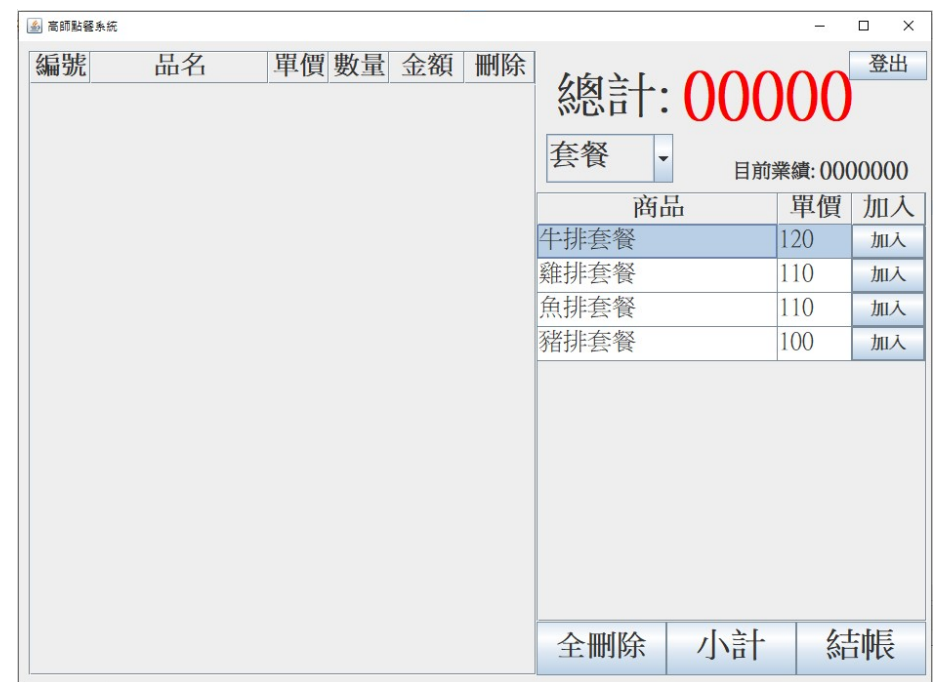 高師點餐系統
編號 品名 單價 數量 金額 刪除
登出
總計: 00000
套餐
目前業績: 0000000
商品 單價 加入
牛排套餐 120 加入
雞排套餐 110 加入
魚排套餐 110 加入
豬排套餐 100 加入
全刪除 小計 結帳